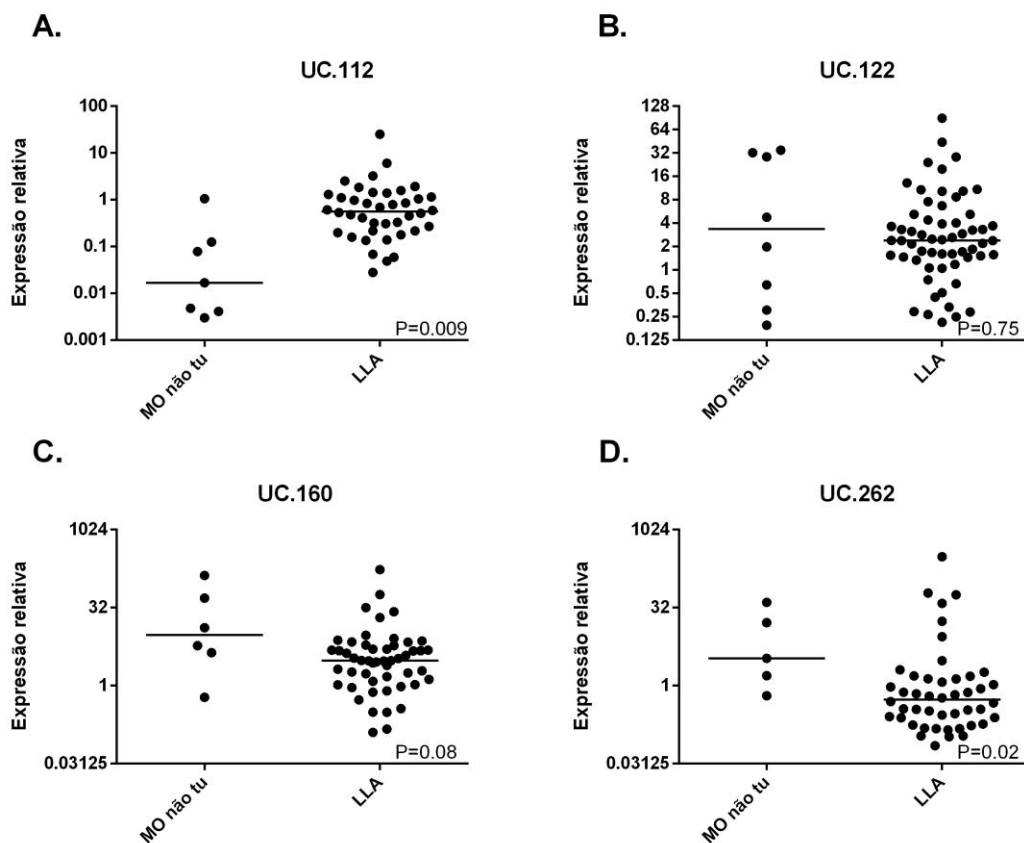 A.
UC.112
Expressão relativa
100
10
1
0.1
0.01
0.001
P=0.009
MO não tu
LLA
B.
UC.122
Expressão relativa
128
64
32
16
8
4
2
1
0.5
0.25
0.125
P=0.75
MO não tu
LLA
C.
UC.160
Expressão relativa
1024
32
1
0.03125
P=0.08
MO não tu
LLA
D.
UC.262
Expressão relativa
1024
32
1
0.03125
P=0.02
MO não tu
LLA